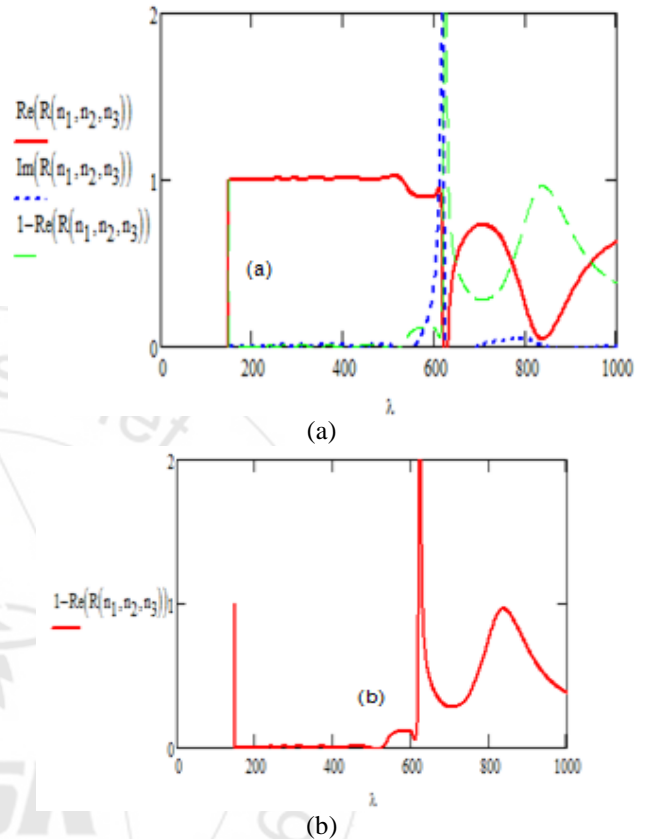 2
Re(R(n₁,n₂,n₃))
Im(R(n₁,n₂,n₃))
1−Re(R(n₁,n₂,n₃))
1
(a)
0
0 200 400 600 800 1000
λ
(a)
2
1−Re(R(n₁,n₂,n₃))
1
(b)
0
0 200 400 600 800 1000
λ
(b)